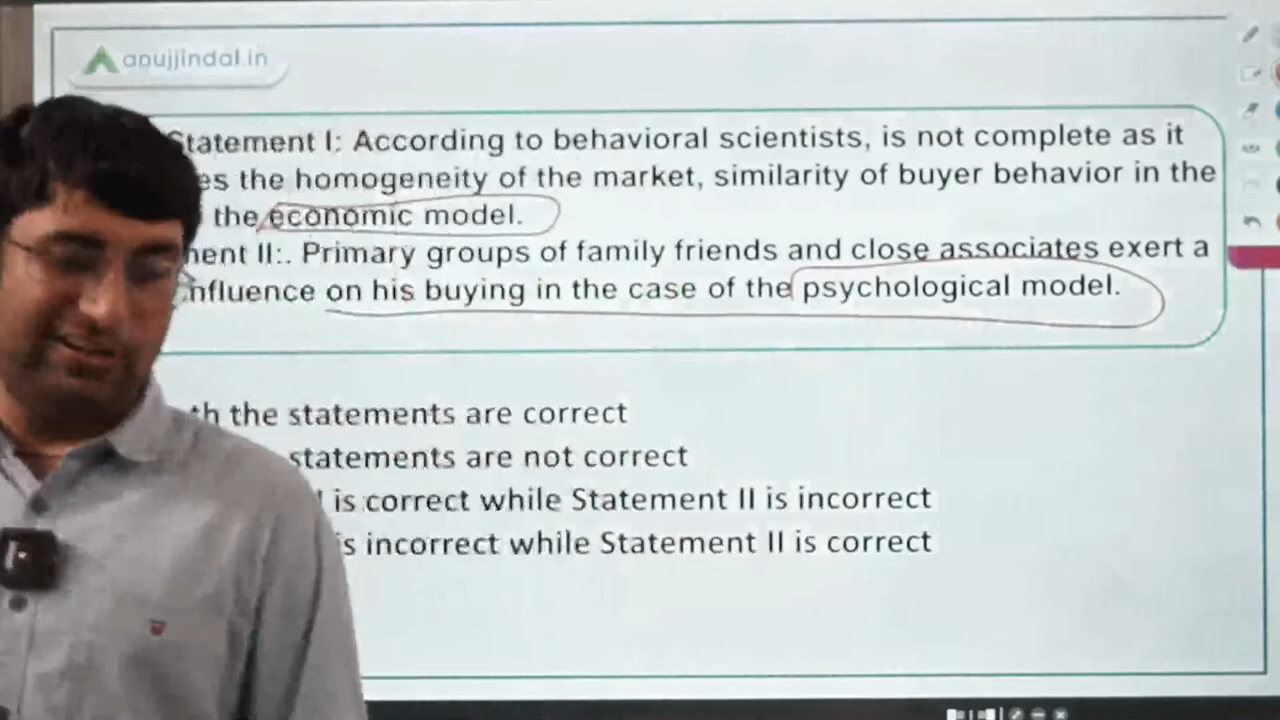 anujjindal.in
Statement I: According to behavioral scientists, is not complete as it
the homogeneity of the market, similarity of buyer behavior in the
the economic model.
II:. Primary groups of family friends and close associates exert a
influence on his buying in the case of the psychological model.
the statements are correct
statements are not correct
is correct while Statement II is incorrect
is incorrect while Statement II is correct